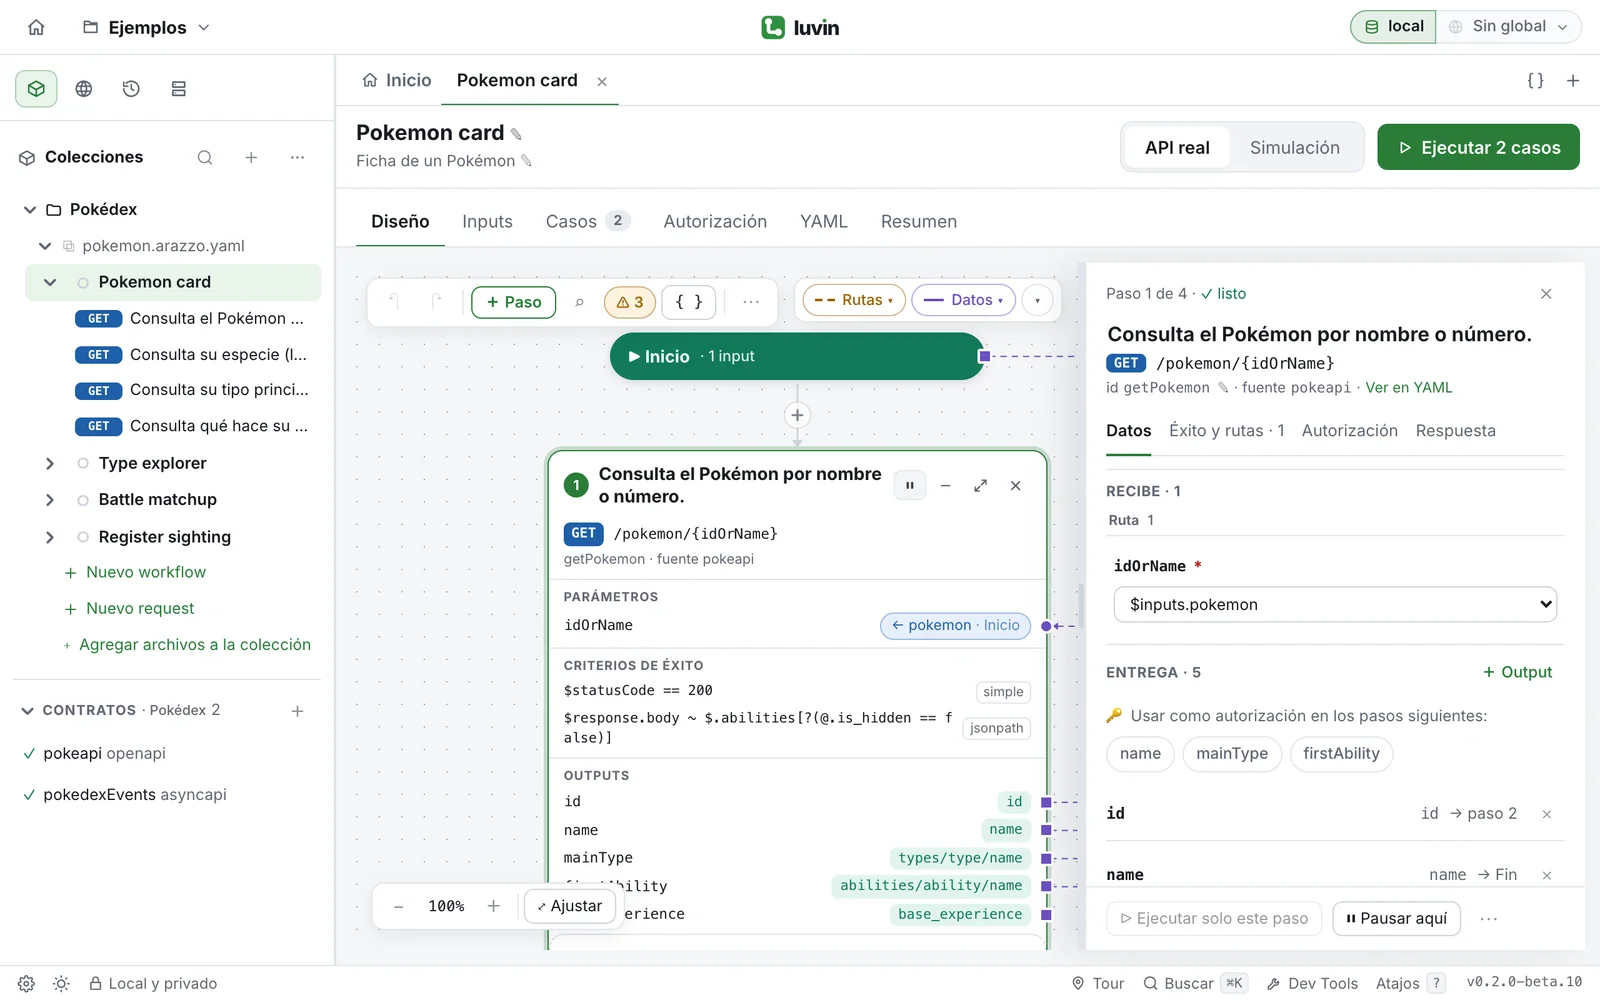 Ejemplos
luvin
local
Sin global
Inicio
Pokemon card
{}
Colecciones
Pokédex
pokemon.arazzo.yaml
Pokemon card
GET Consulta el Pokémon ...
GET Consulta su especie (l...
GET Consulta su tipo princi...
GET Consulta qué hace su ...
Type explorer
Battle matchup
Register sighting
+ Nuevo workflow
+ Nuevo request
+ Agregar archivos a la colección
CONTRATOS · Pokédex 2
✓ pokeapi openapi
✓ pokedexEvents asyncapi
Pokemon card
Ficha de un Pokémon
API real
Simulación
Ejecutar 2 casos
Diseño
Inputs
Casos 2
Autorización
YAML
Resumen
+ Paso
3
{ }
···
Rutas
Datos
Inicio · 1 input
1
Consulta el Pokémon por nombre
o número.
GET /pokemon/{idOrName}
getPokemon · fuente pokeapi
PARÁMETROS
idOrName
← pokemon · Inicio
CRITERIOS DE ÉXITO
$statusCode == 200
simple
$response.body ~ $.abilities[?(@.is_hidden == f
alse)]
jsonpath
OUTPUTS
id
id
name
name
mainType
types/type/name
abilities/ability/name
base_experience
− 100% +
Ajustar
Paso 1 de 4 · ✓ listo
Consulta el Pokémon por nombre o número.
GET /pokemon/{idOrName}
id getPokemon · fuente pokeapi · Ver en YAML
Datos
Éxito y rutas · 1
Autorización
Respuesta
RECIBE · 1
Ruta 1
idOrName *
$inputs.pokemon
ENTREGA · 5
+ Output
Usar como autorización en los pasos siguientes:
name
mainType
firstAbility
id
id → paso 2
name
name → Fin
Ejecutar solo este paso
Pausar aquí
···
Local y privado
Tour
Buscar ⌘K
Dev Tools
Atajos ?
v0.2.0-beta.10